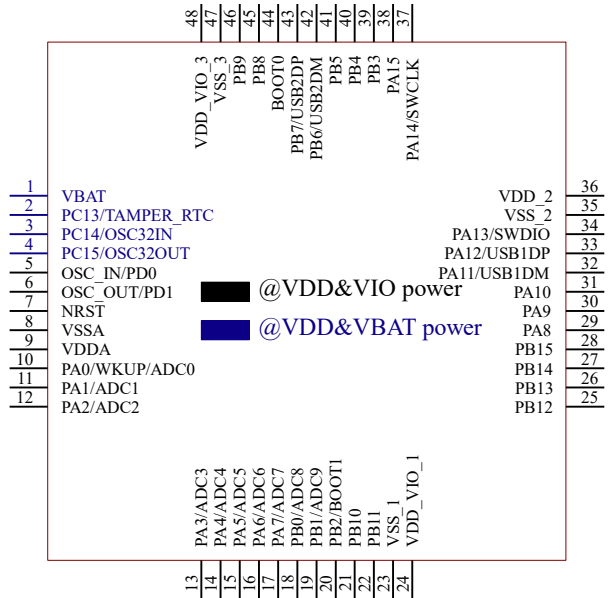 48
47
46
45
44
43
42
41
40
39
38
37
VDD_VIO_3
VSS_3
PB9
PB8
BOOT0
PB7/USB2DP
PB6/USB2DM
PB5
PB4
PB3
PA15
PA14/SWCLK
1 VBAT
2 PC13/TAMPER_RTC
3 PC14/OSC32IN
4 PC15/OSC32OUT
5 OSC_IN/PD0
6 OSC_OUT/PD1
7 NRST
8 VSSA
9 VDDA
10 PA0/WKUP/ADC0
11 PA1/ADC1
12 PA2/ADC2
@VDD&VIO power
@VDD&VBAT power
VDD_2 36
VSS_2 35
PA13/SWDIO 34
PA12/USB1DP 33
PA11/USB1DM 32
PA10 31
PA9 30
PA8 29
PB15 28
PB14 27
PB13 26
PB12 25
PA3/ADC3
PA4/ADC4
PA5/ADC5
PA6/ADC6
PA7/ADC7
PB0/ADC8
PB1/ADC9
PB2/BOOT1
PB10
PB11
VSS_1
VDD_VIO_1
13
14
15
16
17
18
19
20
21
22
23
24